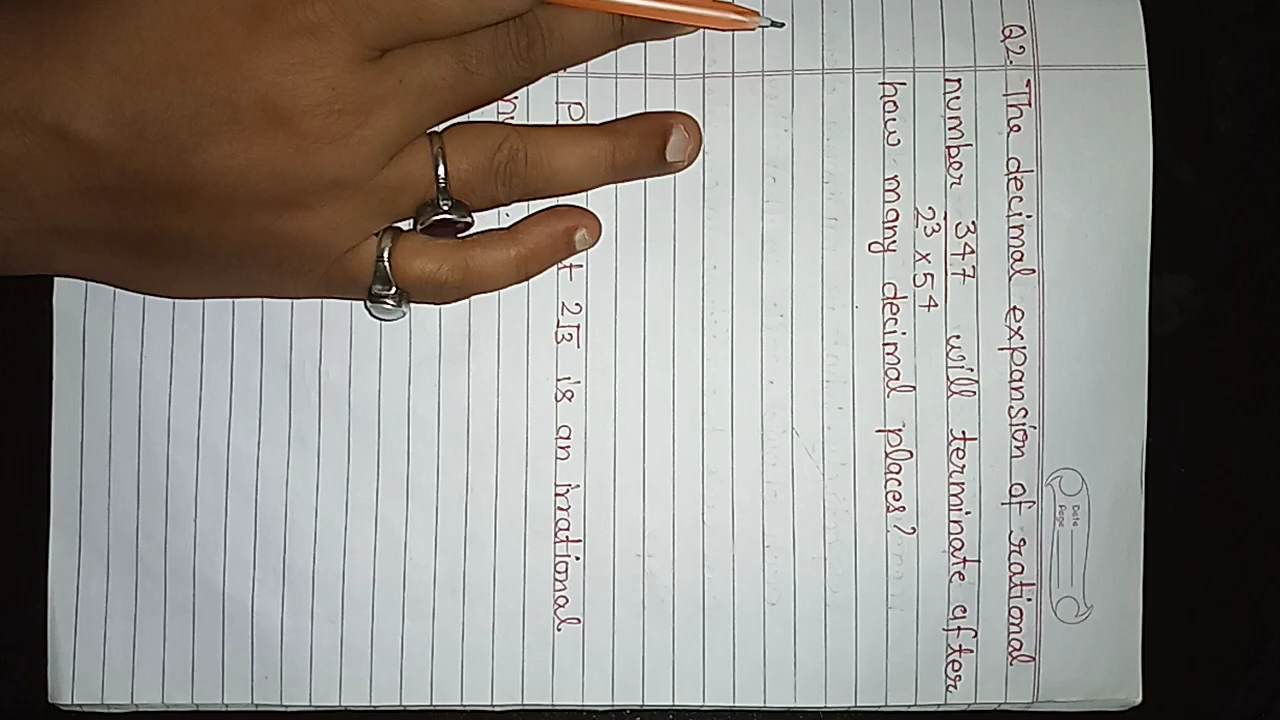 Date
Page
Q2. The decimal expansion of rational
number 347 / 2³ × 5⁴ will terminate after
how many decimal places?
2√3 is an irrational